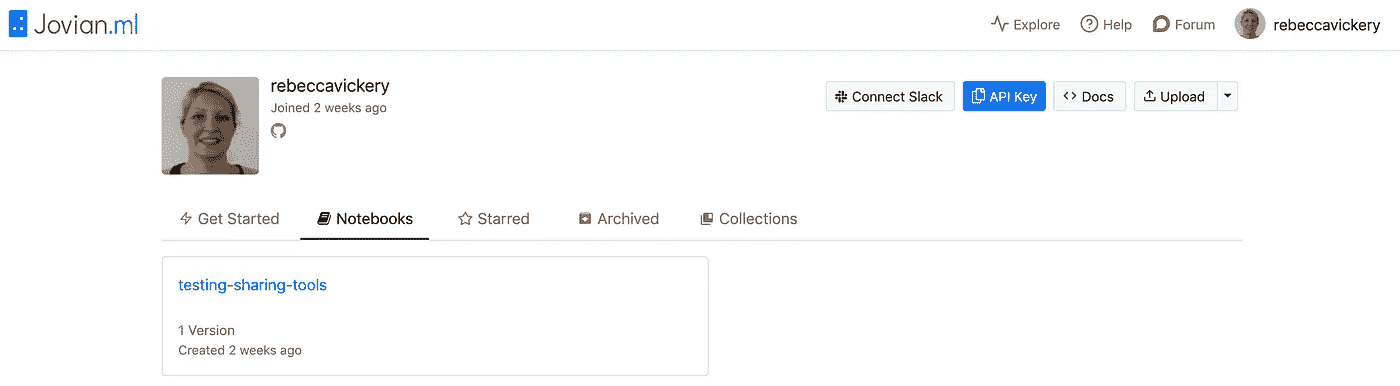 Jovian.ml
Explore Help Forum rebeccavickery
rebeccavickery
Joined 2 weeks ago
Connect Slack API Key <> Docs Upload
Get Started Notebooks Starred Archived Collections
testing-sharing-tools
1 Version
Created 2 weeks ago